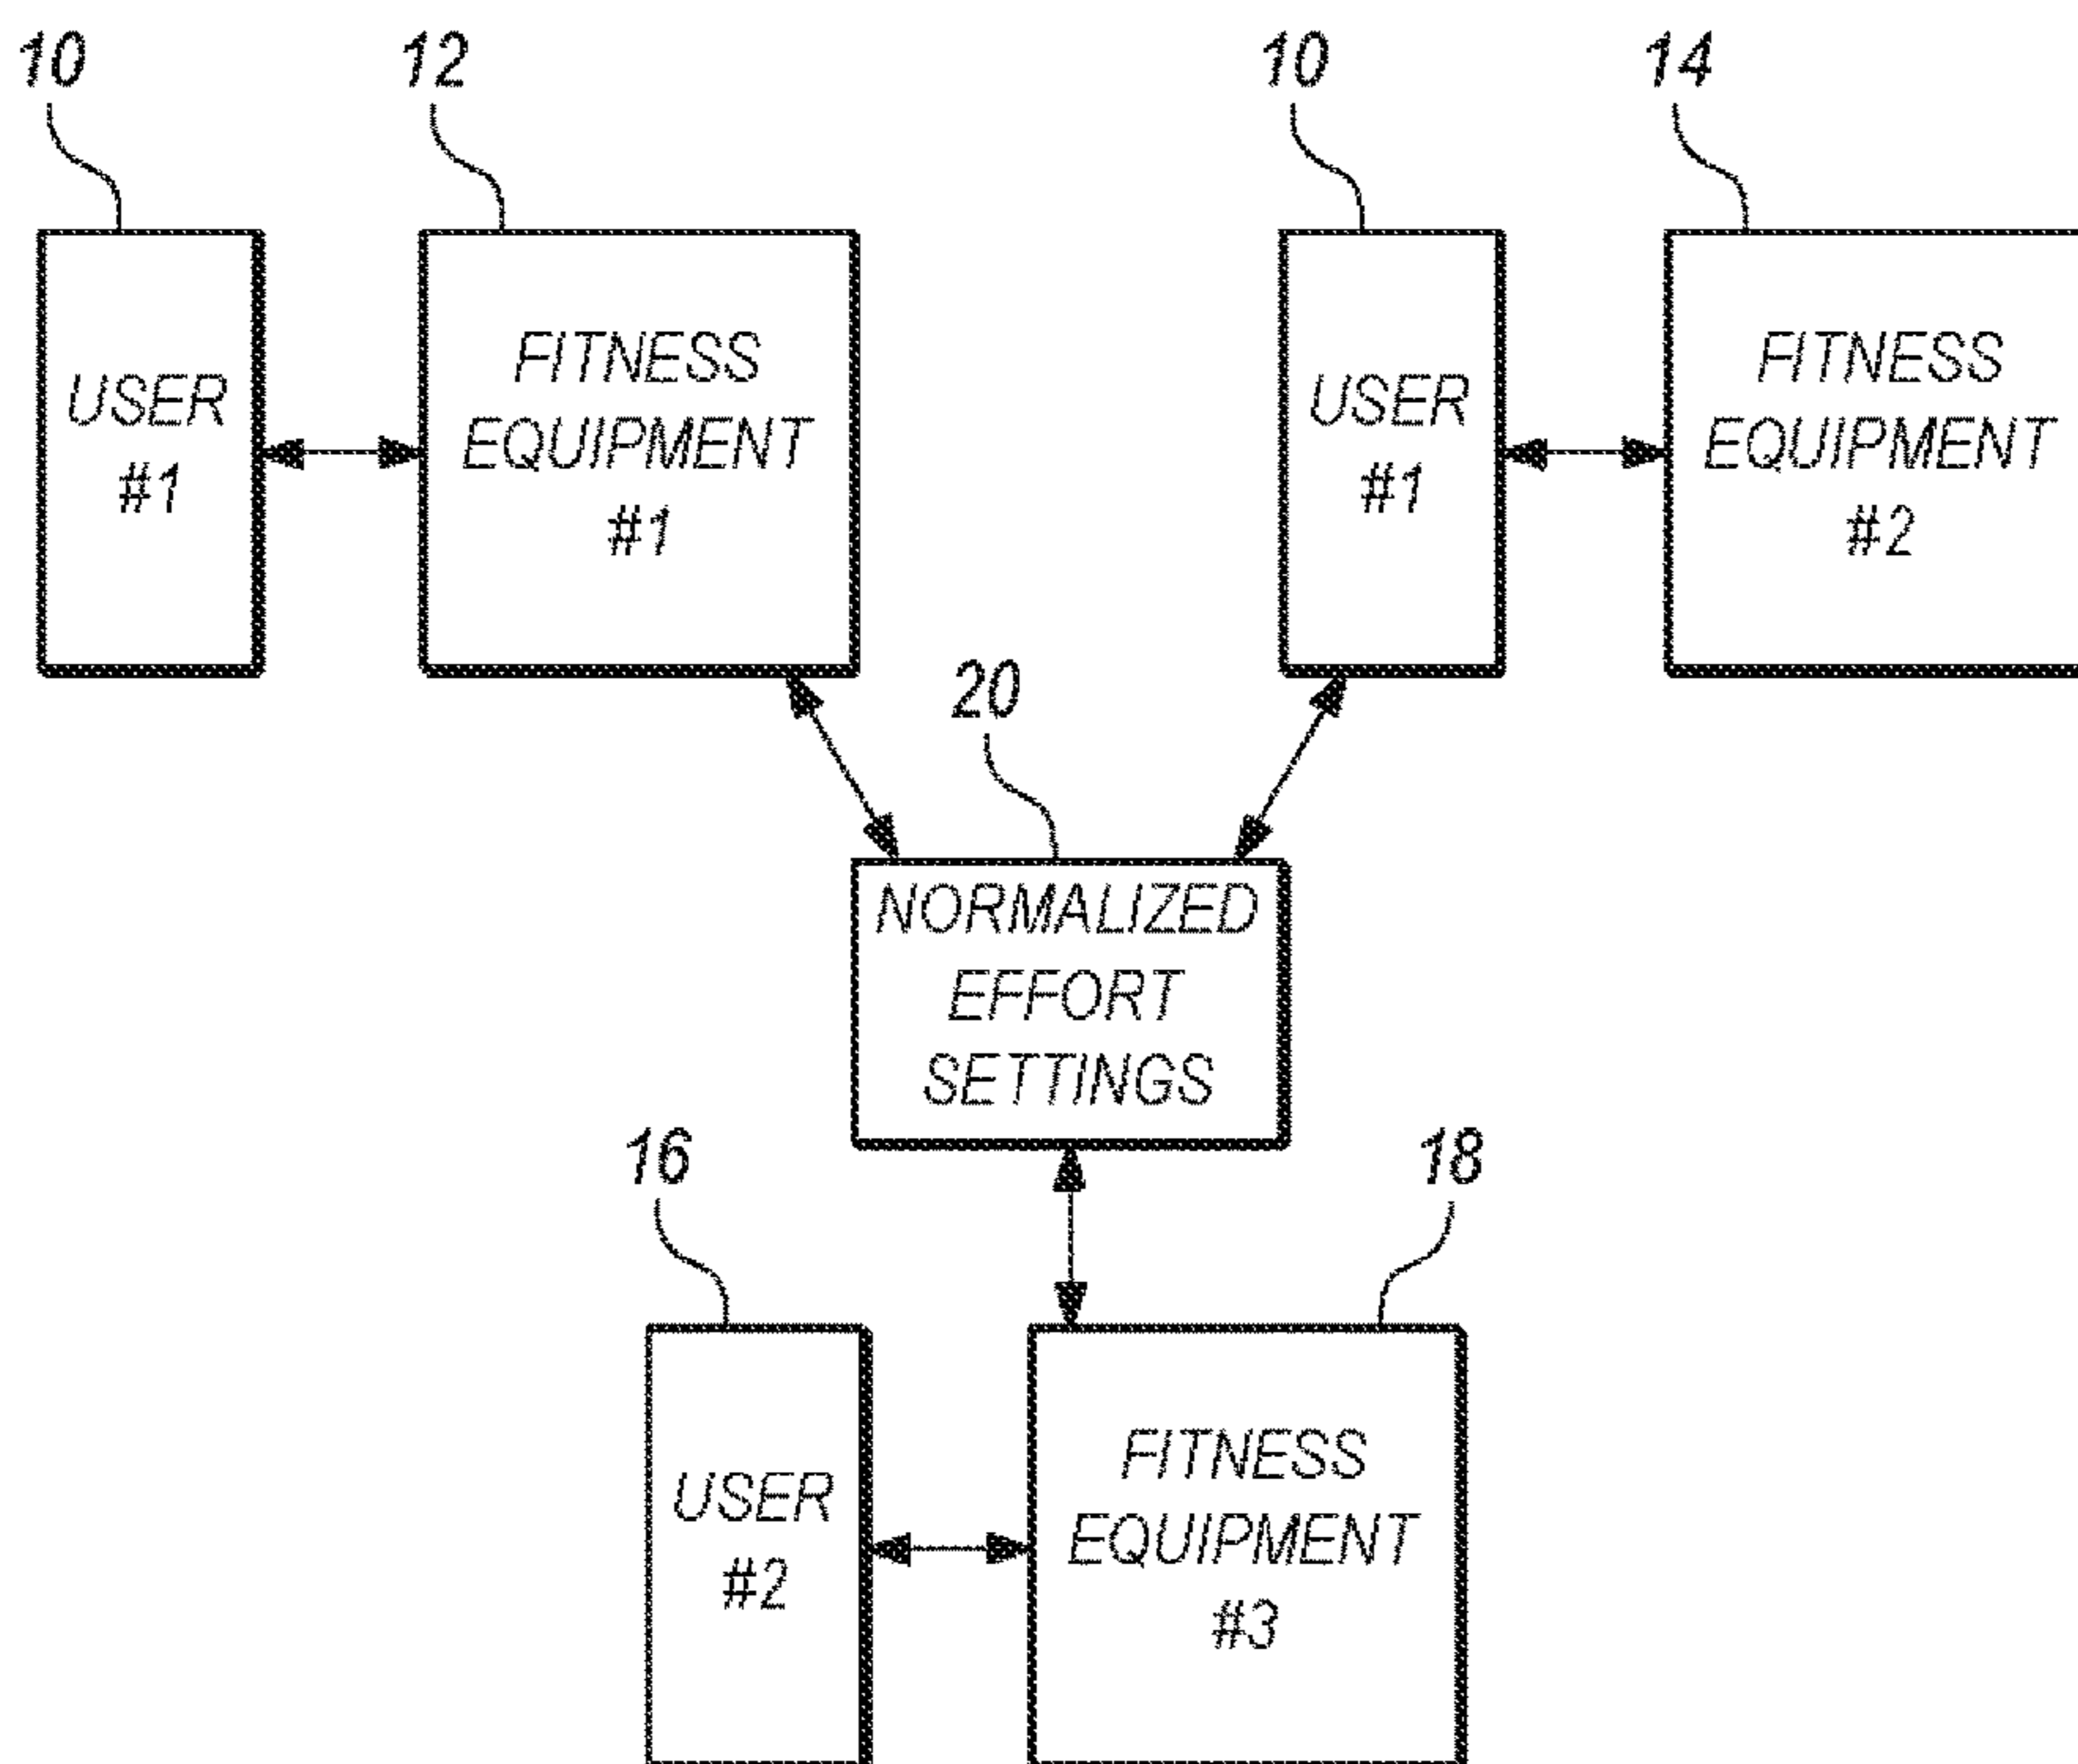 10
12
10
14
USER
#1
FITNESS
EQUIPMENT
#1
USER
#1
FITNESS
EQUIPMENT
#2
20
NORMALIZED
EFFORT
SETTINGS
16
18
USER
#2
FITNESS
EQUIPMENT
#3